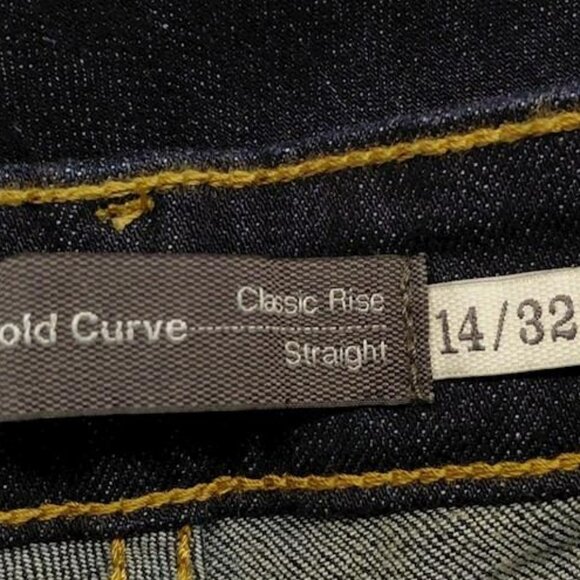 old Curve
Classic Rise
Straight
14/32